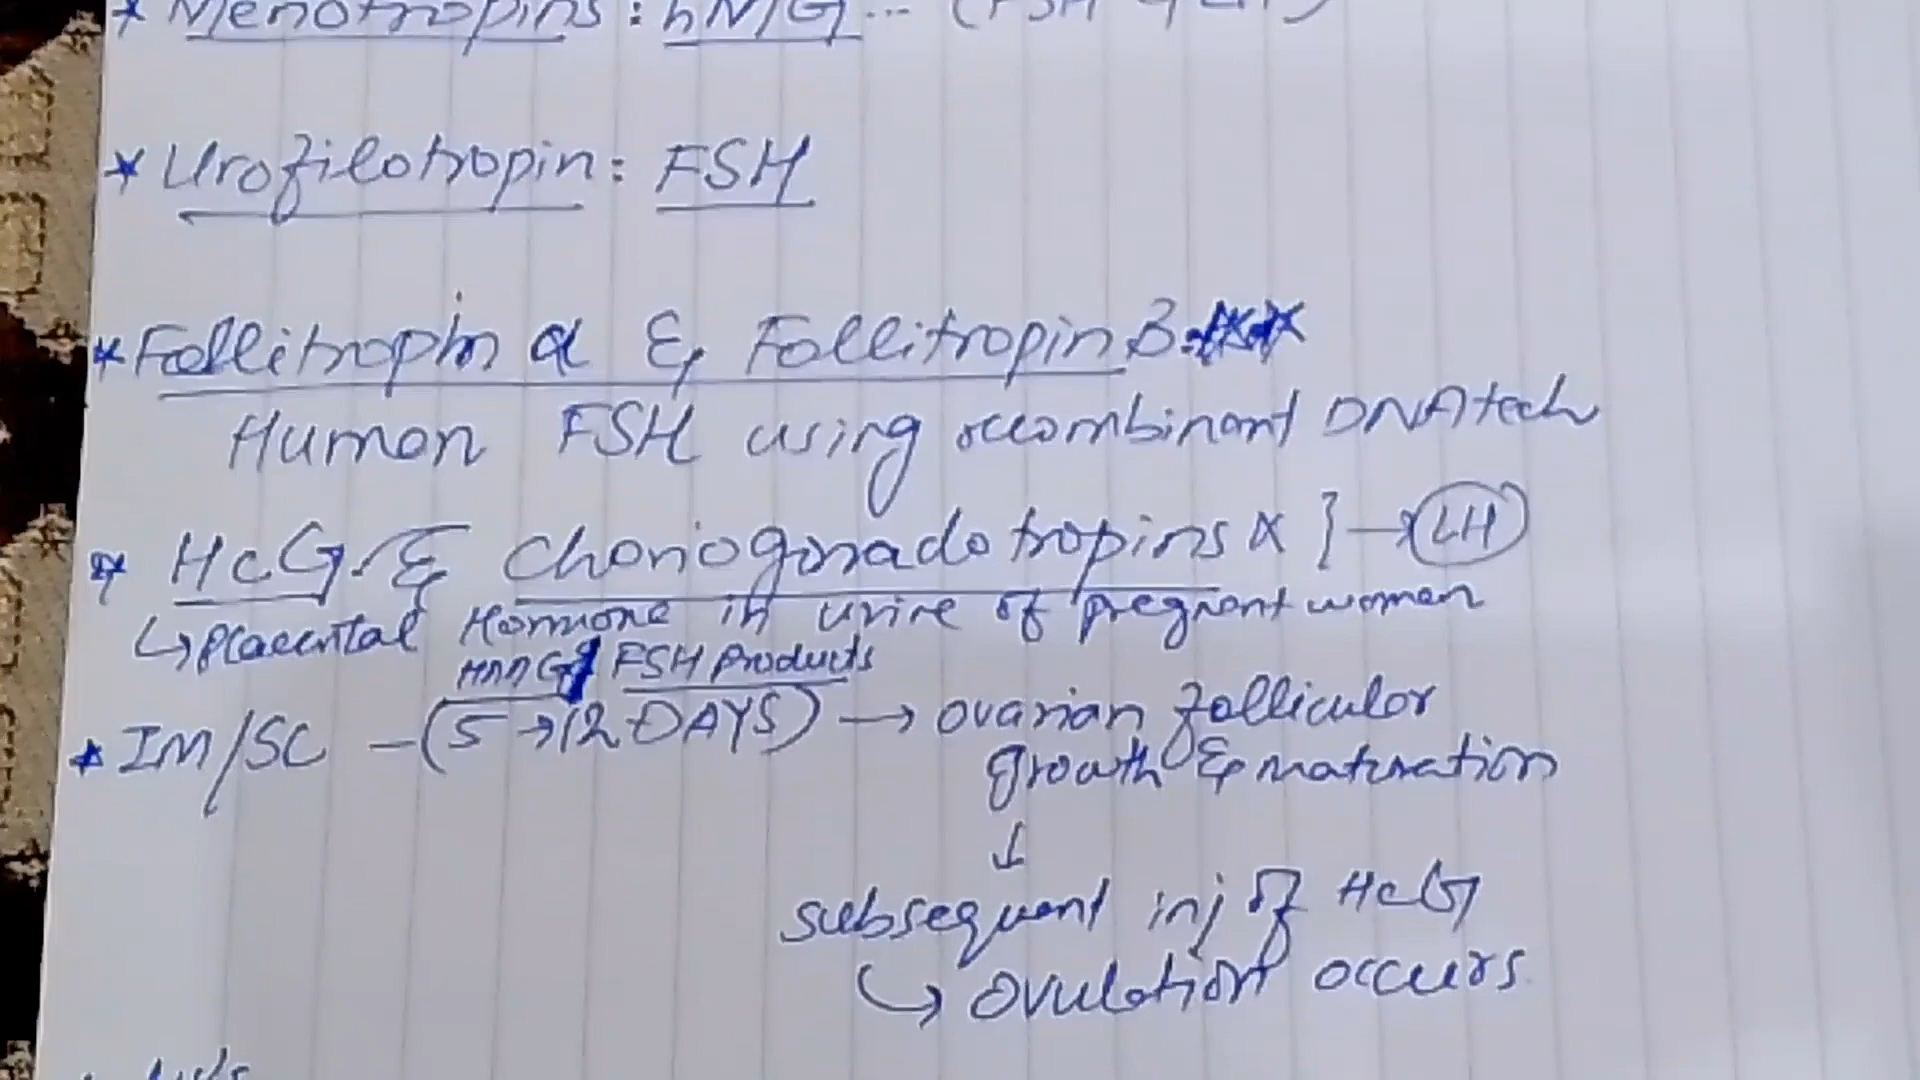 * Menotropins : hMG... (FSH & LH)
* Urofilotropin : FSH
* Follitropin α & Follitropin β
Human FSH using recombinant DNA tech
* HCG & Choriogonadotropins α } → LH
↳ placental Hormone in urine of pregnant women
HMG / FSH Products
* IM/SC – (5 → 12 DAYS) → ovarian follicular
growth & maturation
↓
subsequent inj of HCG
↳ ovulation occurs